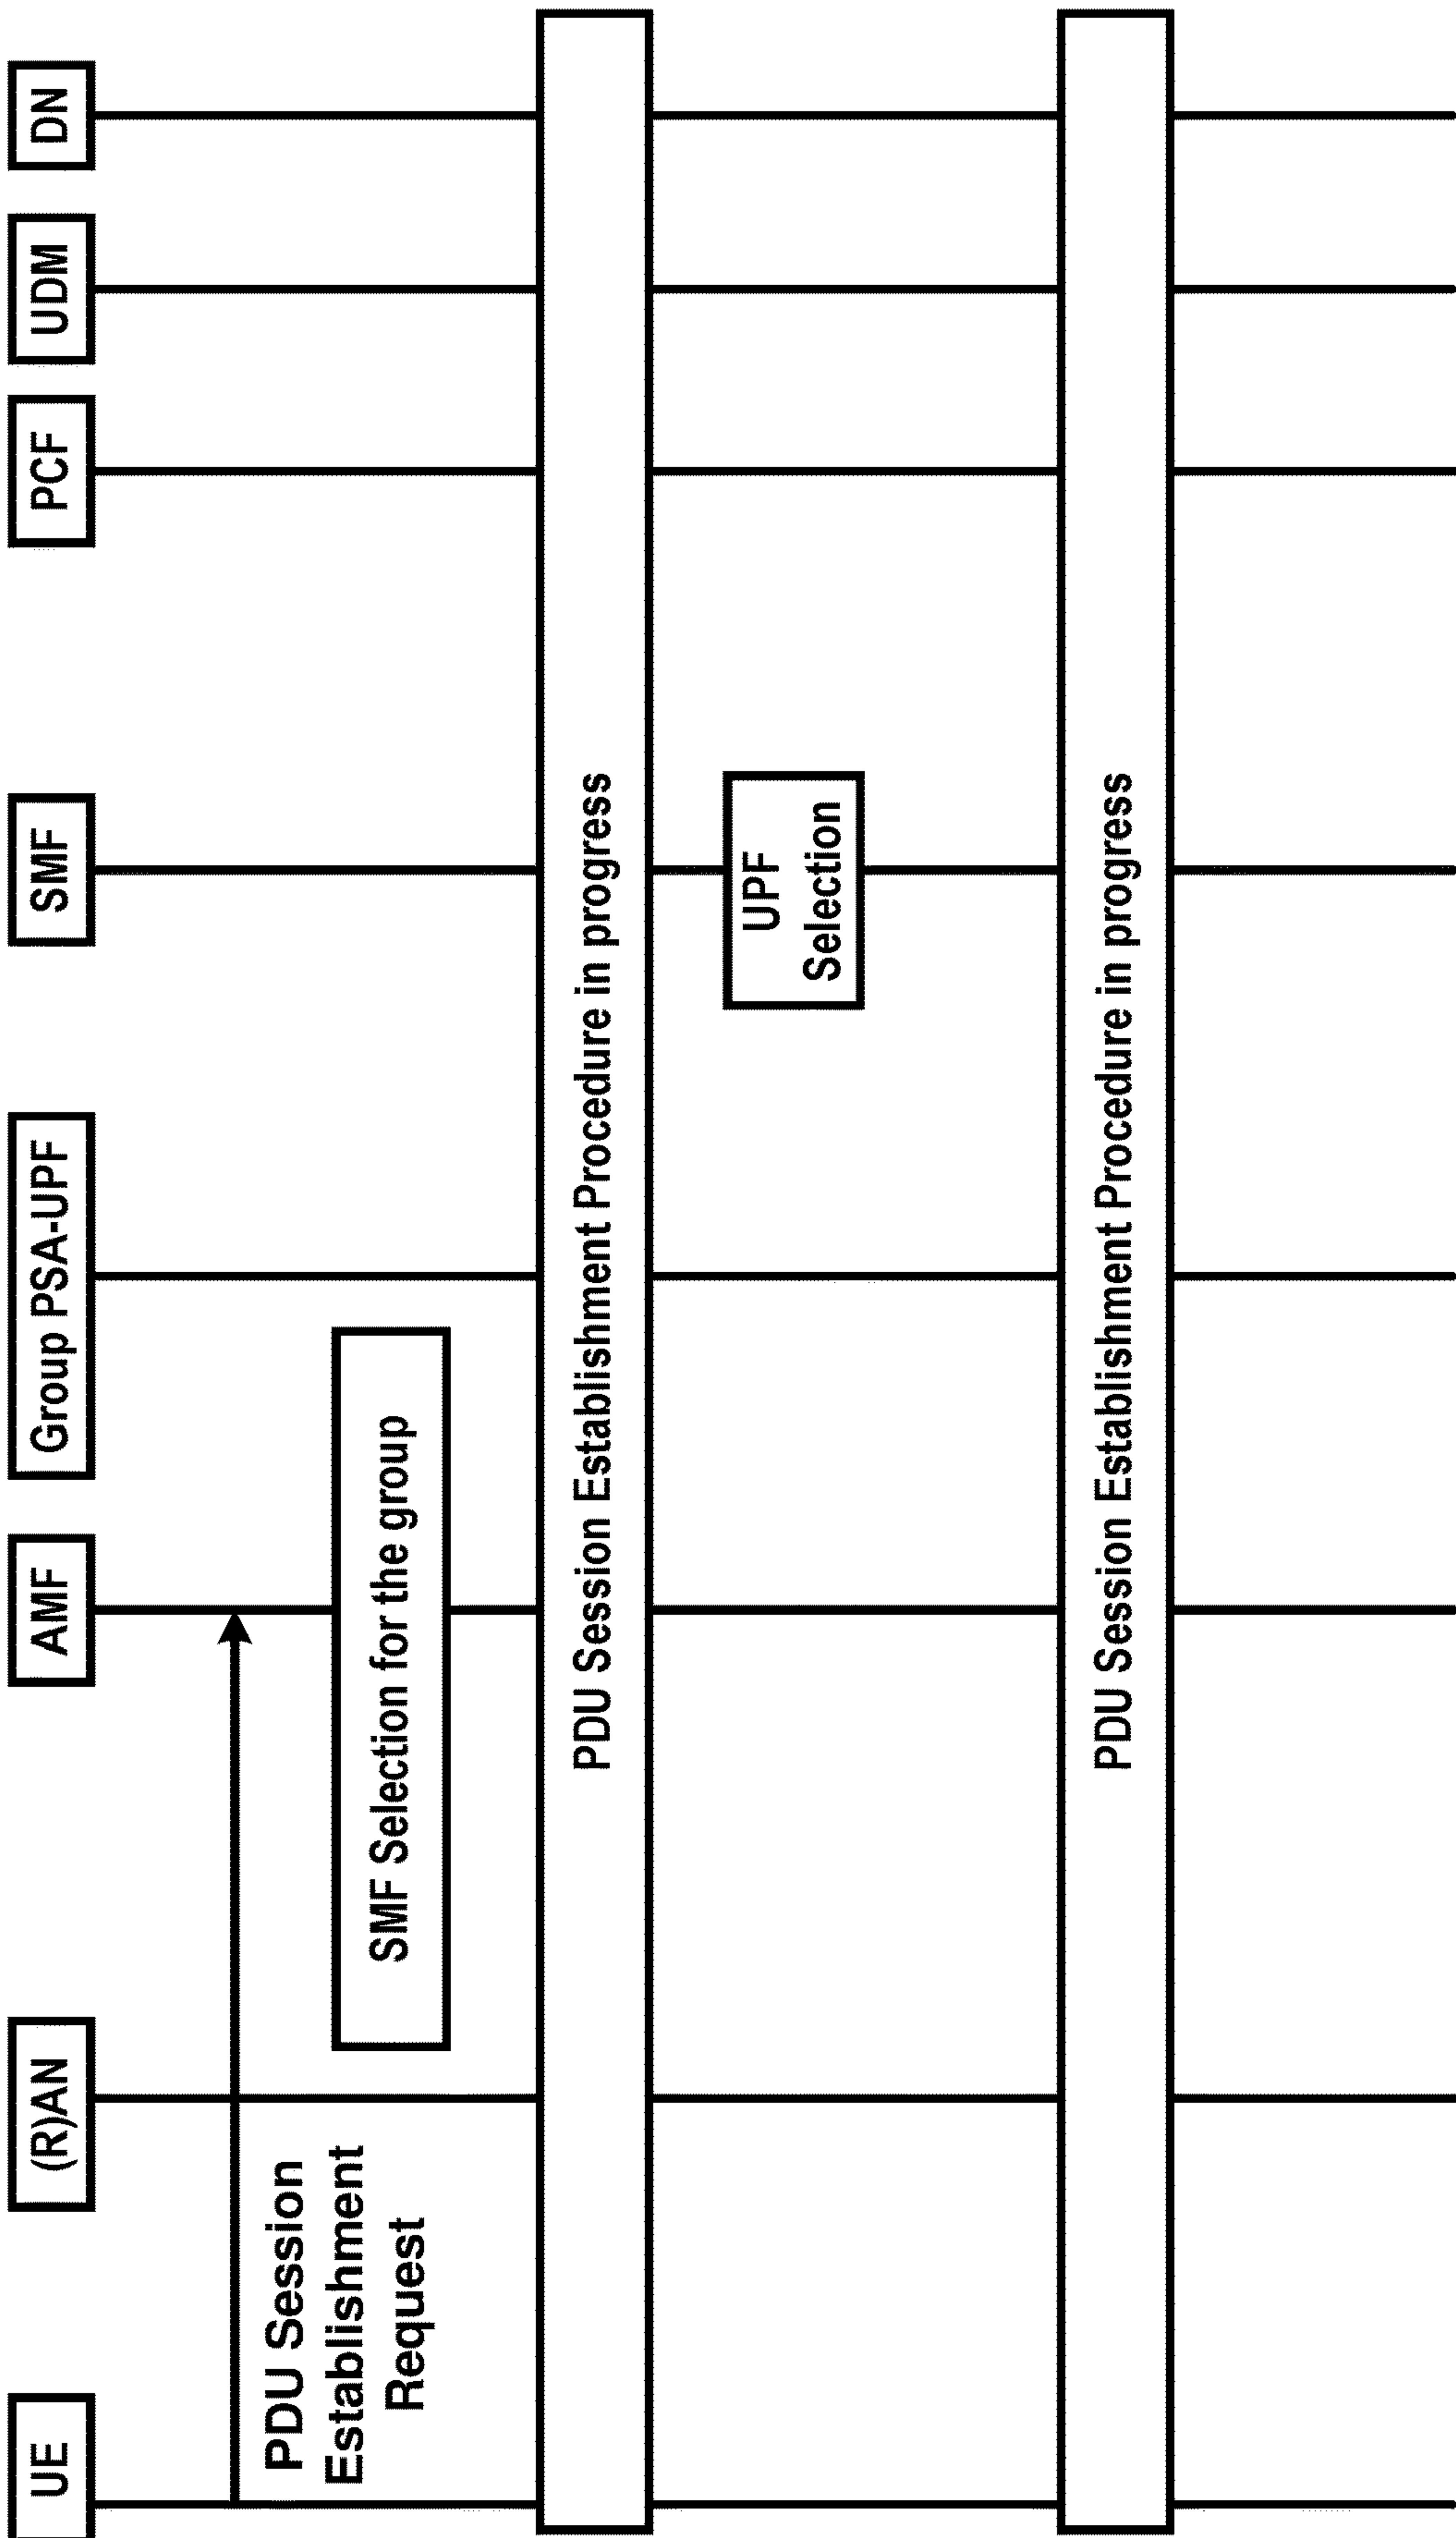 UE
(R)AN
AMF
Group PSA-UPF
SMF
PCF
UDM
DN
PDU Session
Establishment
Request
SMF Selection for the group
PDU Session Establishment Procedure in progress
UPF
Selection
PDU Session Establishment Procedure in progress